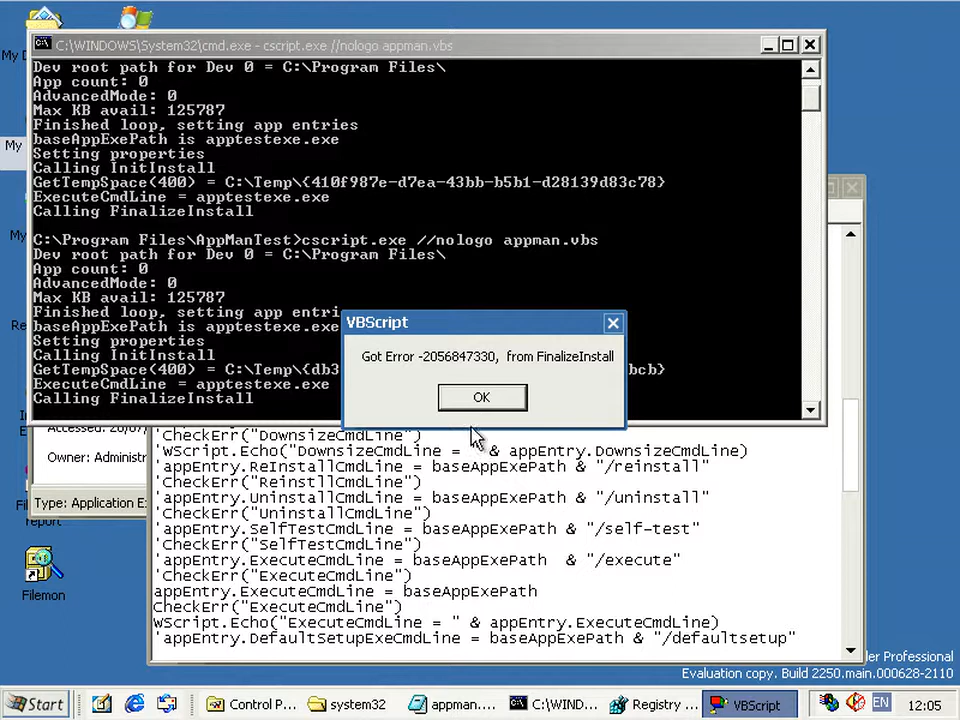 My D
My
My
Re
In
E
Fil
report
Filemon
C:\WINDOWS\System32\cmd.exe - cscript.exe //nologo appman.vbs
Dev root path for Dev 0 = C:\Program Files\
App count: 0
AdvancedMode: 0
Max KB avail: 125787
Finished loop, setting app entries
baseAppExePath is apptestexe.exe
Setting properties
Calling InitInstall
GetTempSpace(400) = C:\Temp\{410f987e-d7ea-43bb-b5b1-d28139d83c78}
ExecuteCmdLine = apptestexe.exe
Calling FinalizeInstall
C:\Program Files\AppManTest>cscript.exe //nologo appman.vbs
Dev root path for Dev 0 = C:\Program Files\
App count: 0
AdvancedMode: 0
Max KB avail: 125787
Finished loop, setting app entri
baseAppExePath is apptestexe.exe
Setting properties
Calling InitInstall
GetTempSpace(400) = C:\Temp\{db3 bcb}
ExecuteCmdLine = apptestexe.exe
Calling FinalizeInstall
VBScript
Got Error -2056847330, from FinalizeInstall
OK
Owner: Administr
Type: Application E
'CheckErr("DownsizeCmdLine")
'WScript.Echo("DownsizeCmdLine = " & appEntry.DownsizeCmdLine)
'appEntry.ReInstallCmdLine = baseAppExePath & "/reinstall"
'CheckErr("ReinstllCmdLine")
'appEntry.UninstallCmdLine = baseAppExePath & "/uninstall"
'CheckErr("UninstallCmdLine")
'appEntry.SelfTestCmdLine = baseAppExePath & "/self-test"
'CheckErr("SelfTestCmdLine")
'appEntry.ExecuteCmdLine = baseAppExePath  & "/execute"
'CheckErr("ExecuteCmdLine")
appEntry.ExecuteCmdLine = baseAppExePath
CheckErr("ExecuteCmdLine")
WScript.Echo("ExecuteCmdLine = " & appEntry.ExecuteCmdLine)
'appEntry.DefaultSetupExeCmdLine = baseAppExePath & "/defaultsetup"
ler Professional
Evaluation copy. Build 2250.main.000628-2110
Start
Control P...
system32
appman....
C:\WIND...
Registry ...
VBScript
EN
12:05